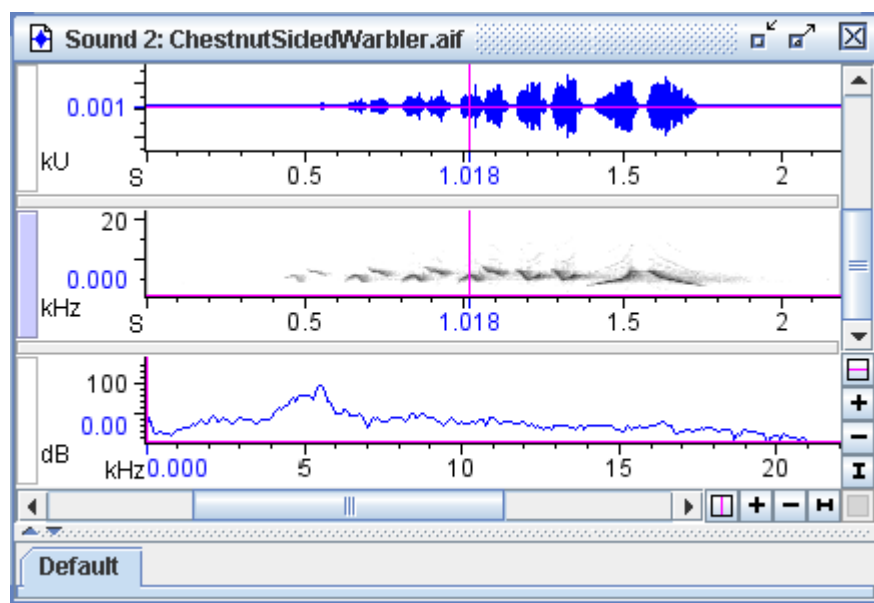 Sound 2: ChestnutSidedWarbler.aif
0.001
kU
S 0.5 1.018 1.5 2
20
0.000
kHz
S 0.5 1.018 1.5 2
100
0.00
dB
kHz 0.000 5 10 15 20
Default